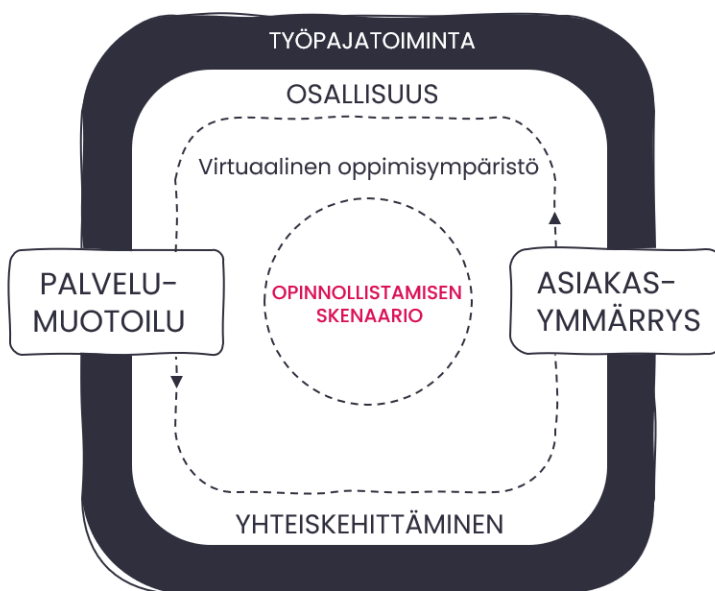 TYÖPAJATOIMINTA
OSALLISUUS
Virtuaalinen oppimisympäristö
PALVELU-
MUOTOILU
OPINNOLLISTAMISEN
SKENAARIO
ASIAKAS-
YMMÄRRYS
YHTEISKEHITTÄMINEN